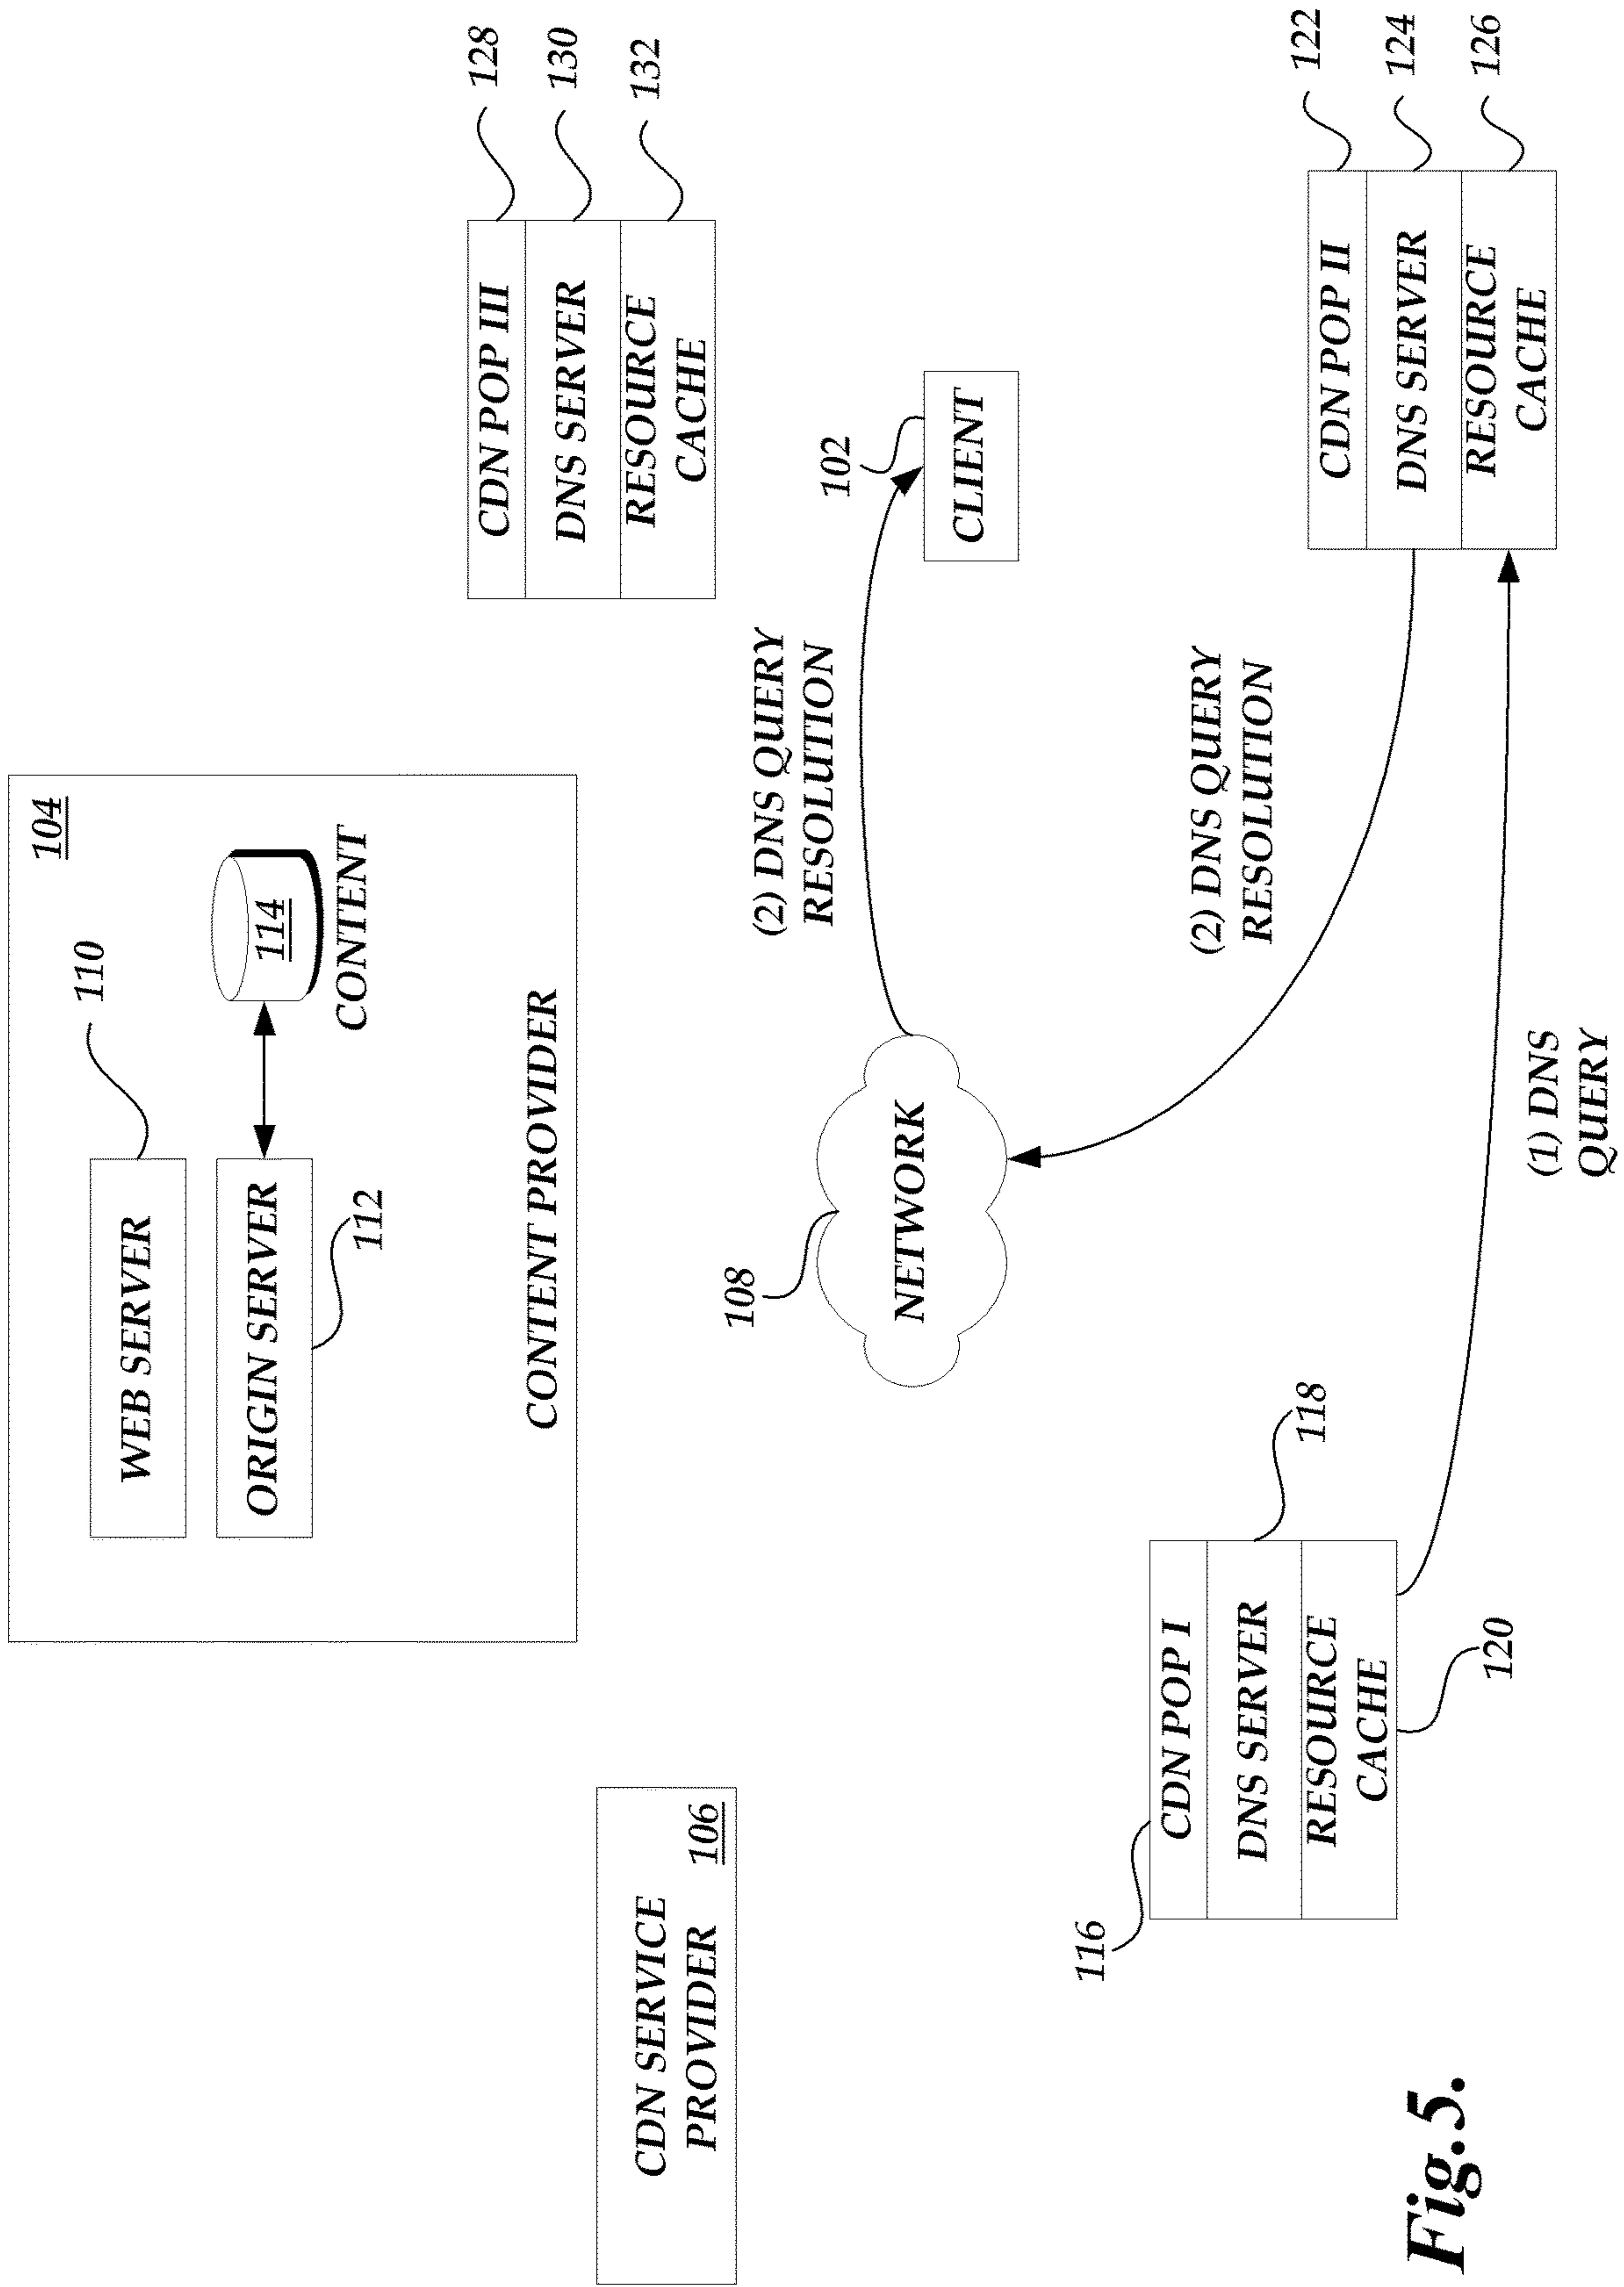 104
110
WEB SERVER
ORIGIN SERVER
112
114
CONTENT
CONTENT PROVIDER
CDN SERVICE
PROVIDER
106
128
130
132
CDN POP III
DNS SERVER
RESOURCE
CACHE
(2) DNS QUERY
RESOLUTION
102
CLIENT
108
NETWORK
(2) DNS QUERY
RESOLUTION
116
CDN POP I
DNS SERVER
118
RESOURCE
CACHE
120
122
124
126
CDN POP II
DNS SERVER
RESOURCE
CACHE
(1) DNS
QUERY
Fig.5.